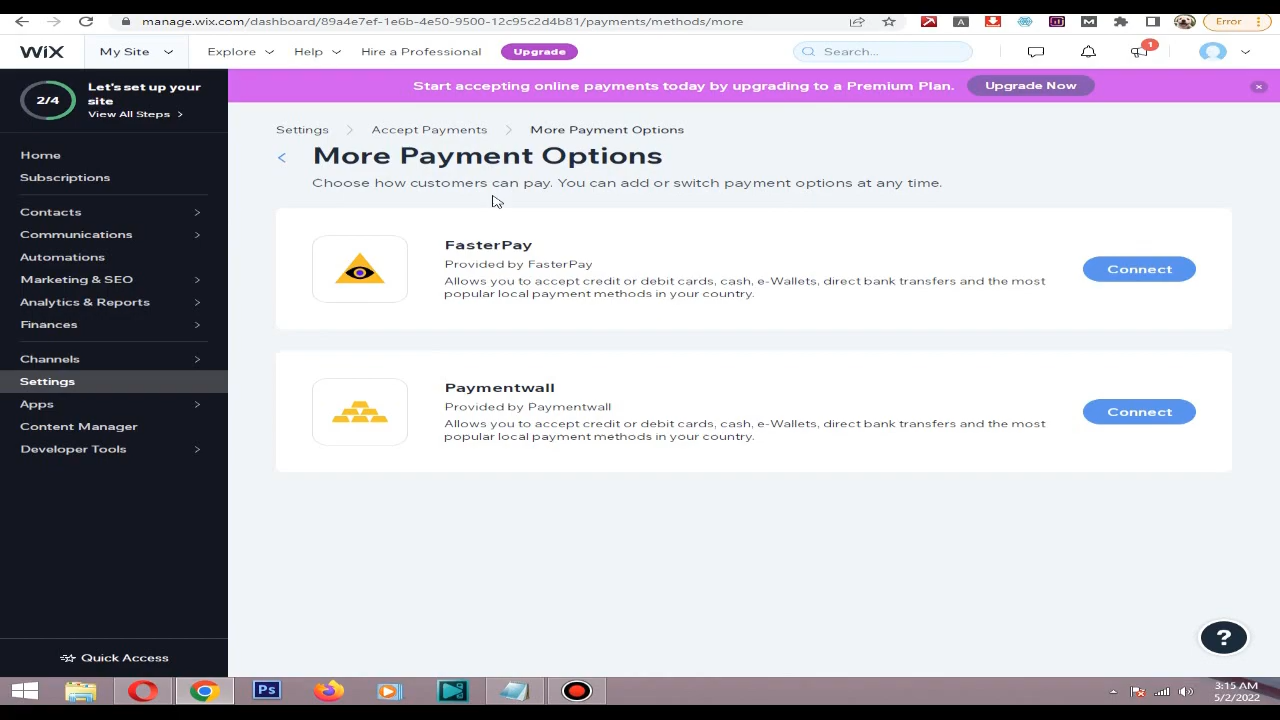 manage.wix.com/dashboard/89a4e7ef-1e6b-4e50-9500-12c95c2d4b81/payments/methods/more
Error
WiX
My Site
Explore
Help
Hire a Professional
Upgrade
Search...
1
2/4
Let's set up your
site
View All Steps >
Start accepting online payments today by upgrading to a Premium Plan.
Upgrade Now
Home
Subscriptions
Contacts
Communications
Automations
Marketing & SEO
Analytics & Reports
Finances
Channels
Settings
Apps
Content Manager
Developer Tools
Quick Access
Settings > Accept Payments > More Payment Options
More Payment Options
Choose how customers can pay. You can add or switch payment options at any time.
FasterPay
Provided by FasterPay
Allows you to accept credit or debit cards, cash, e-Wallets, direct bank transfers and the most
popular local payment methods in your country.
Connect
Paymentwall
Provided by Paymentwall
Allows you to accept credit or debit cards, cash, e-Wallets, direct bank transfers and the most
popular local payment methods in your country.
Connect
?
Ps
3:15 AM
5/2/2022